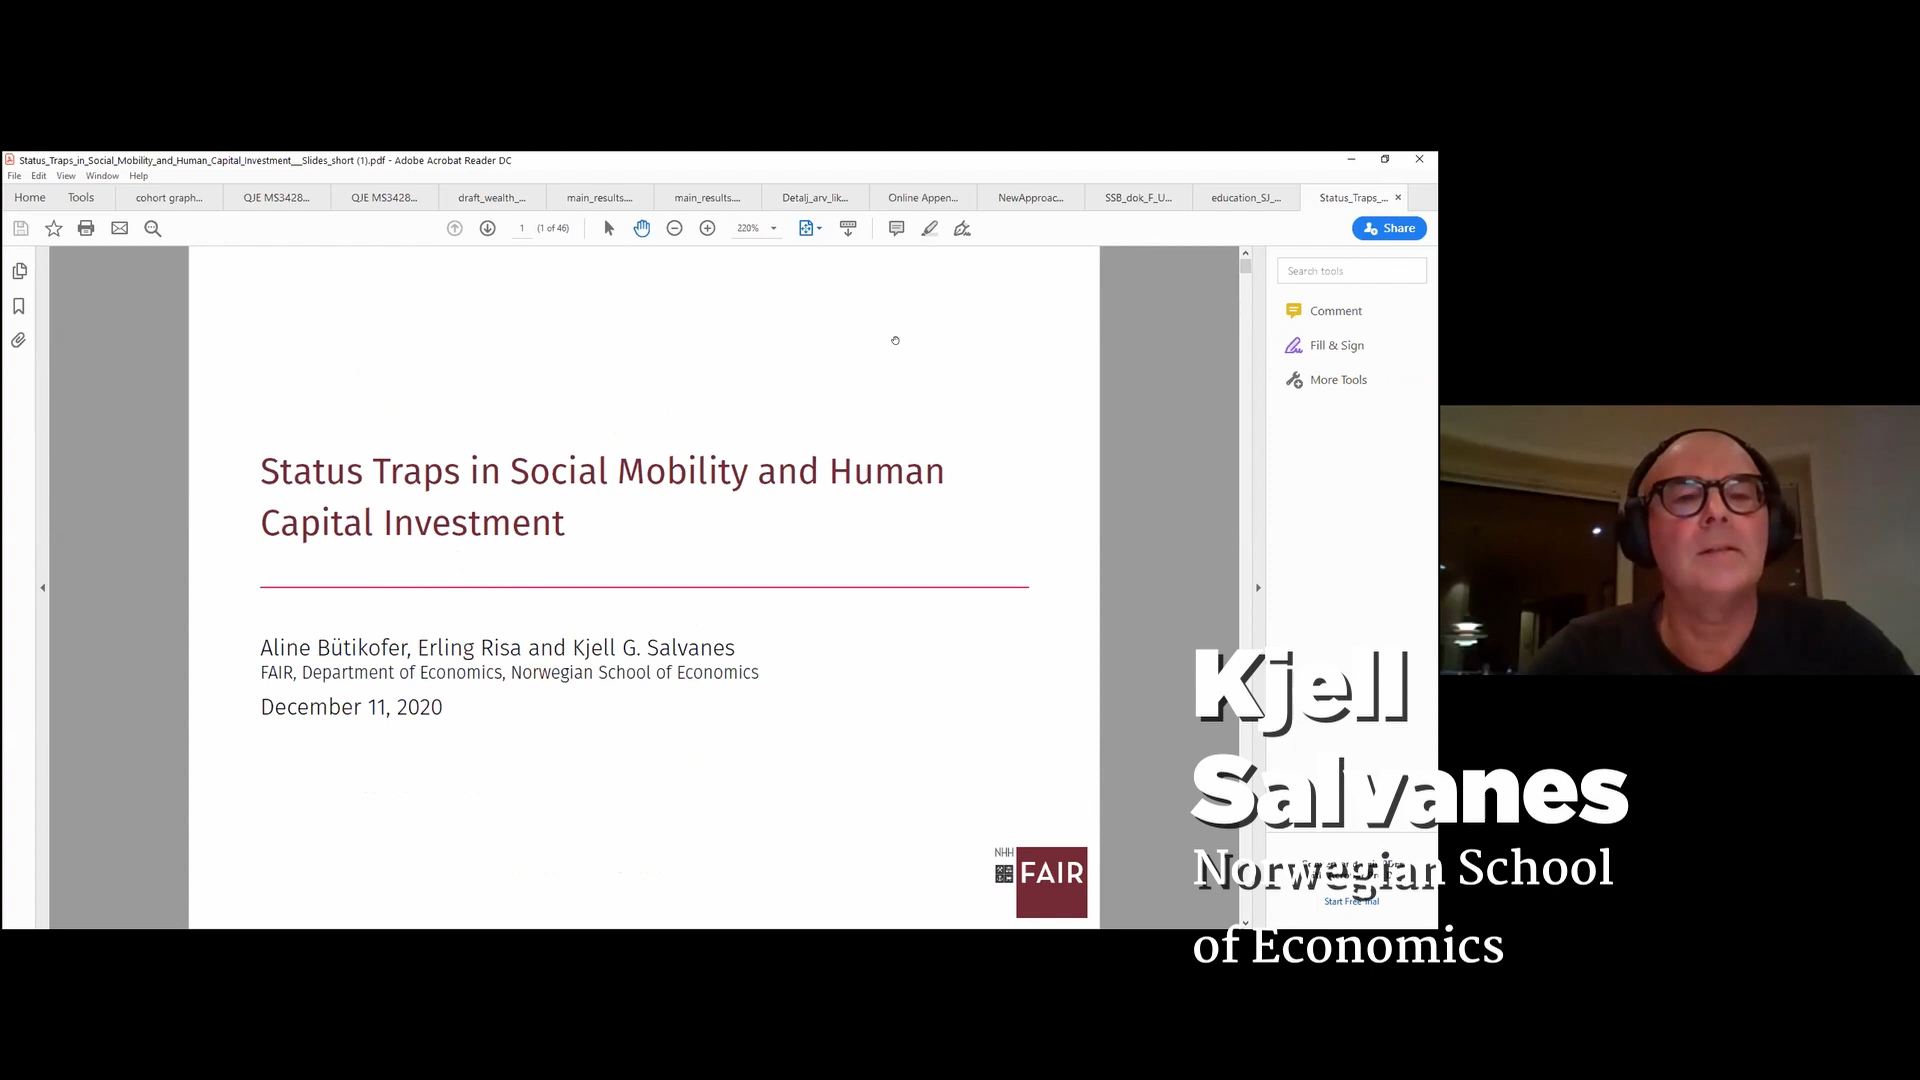 Status_Traps_in_Social_Mobility_and_Human_Capital_Investment__Slides_short (1).pdf - Adobe Acrobat Reader DC
File Edit View Window Help
Home Tools cohort graph... QJE MS3428... QJE MS3428... draft_wealth_... main_results.... main_results.... Detalj_arv_lik... Online Appen... NewApproac... SSB_dok_F_U... education_SJ_... Status_Traps_...
1 (1 of 46) 220% Share
Search tools
Comment
Fill & Sign
More Tools
Status Traps in Social Mobility and Human
Capital Investment
Aline Bütikofer, Erling Risa and Kjell G. Salvanes
FAIR, Department of Economics, Norwegian School of Economics
December 11, 2020
NHH
FAIR
Kjell
Salvanes
Norwegian School
of Economics
Start Free Trial